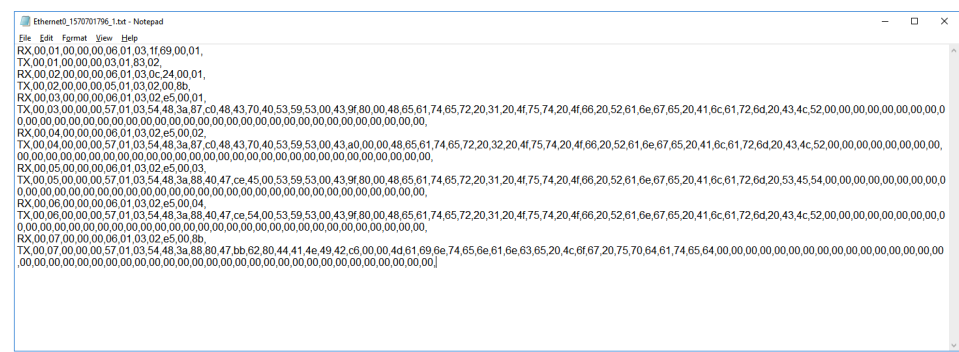 Ethernet0_1570701796_1.txt - Notepad
File Edit Format View Help
RX,00,01,00,00,00,06,01,03,1f,69,00,01,
TX,00,01,00,00,00,03,01,83,02,
RX,00,02,00,00,00,06,01,03,0c,24,00,01,
TX,00,02,00,00,00,05,01,03,02,00,8b,
RX,00,03,00,00,00,06,01,03,02,e5,00,01,
TX,00,03,00,00,00,57,01,03,54,48,3a,87,c0,48,43,70,40,53,59,53,00,43,9f,80,00,48,65,61,74,65,72,20,31,20,4f,75,74,20,4f,66,20,52,61,6e,67,65,20,41,6c,61,72,6d,20,43,4c,52,00,00,00,00,00,00,00,00,0
0,00,00,00,00,00,00,00,00,00,00,00,00,00,00,00,00,00,00,00,00,00,00,00,00,00,00,00,00,
RX,00,04,00,00,00,06,01,03,02,e5,00,02,
TX,00,04,00,00,00,57,01,03,54,48,3a,87,c0,48,43,70,40,53,59,53,00,43,a0,00,00,48,65,61,74,65,72,20,32,20,4f,75,74,20,4f,66,20,52,61,6e,67,65,20,41,6c,61,72,6d,20,43,4c,52,00,00,00,00,00,00,00,00,
00,00,00,00,00,00,00,00,00,00,00,00,00,00,00,00,00,00,00,00,00,00,00,00,00,00,00,00,00,
RX,00,05,00,00,00,06,01,03,02,e5,00,03,
TX,00,05,00,00,00,57,01,03,54,48,3a,88,40,47,ce,45,00,53,59,53,00,43,9f,80,00,48,65,61,74,65,72,20,31,20,4f,75,74,20,4f,66,20,52,61,6e,67,65,20,41,6c,61,72,6d,20,53,45,54,00,00,00,00,00,00,00,00,0
0,00,00,00,00,00,00,00,00,00,00,00,00,00,00,00,00,00,00,00,00,00,00,00,00,00,00,00,00,
RX,00,06,00,00,00,06,01,03,02,e5,00,04,
TX,00,06,00,00,00,57,01,03,54,48,3a,88,40,47,ce,54,00,53,59,53,00,43,9f,80,00,48,65,61,74,65,72,20,31,20,4f,75,74,20,4f,66,20,52,61,6e,67,65,20,41,6c,61,72,6d,20,43,4c,52,00,00,00,00,00,00,00,00,0
0,00,00,00,00,00,00,00,00,00,00,00,00,00,00,00,00,00,00,00,00,00,00,00,00,00,00,00,00,
RX,00,07,00,00,00,06,01,03,02,e5,00,8b,
TX,00,07,00,00,00,57,01,03,54,48,3a,88,80,47,bb,62,80,44,41,4e,49,42,c6,00,00,4d,61,69,6e,74,65,6e,61,6e,63,65,20,4c,6f,67,20,75,70,64,61,74,65,64,00,00,00,00,00,00,00,00,00,00,00,00,00,00,00,00
,00,00,00,00,00,00,00,00,00,00,00,00,00,00,00,00,00,00,00,00,00,00,00,00,00,00,00,00,00,